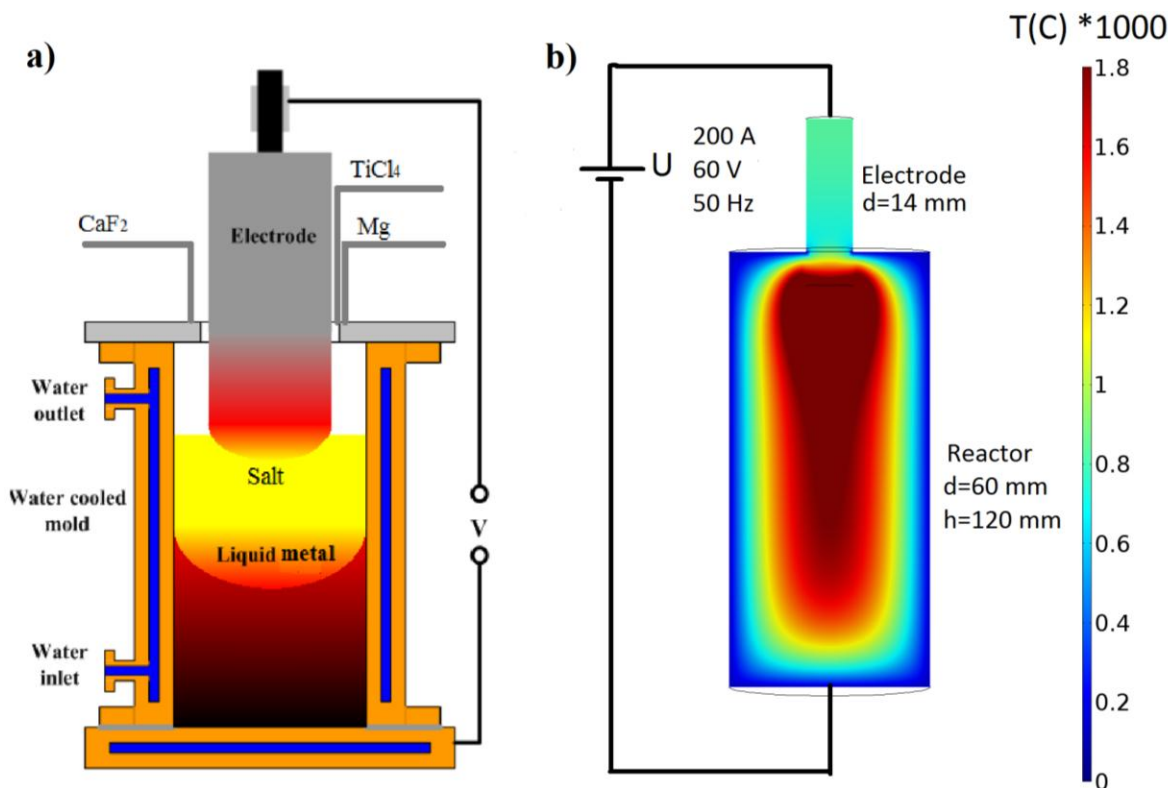 a)
TiCl4
CaF2
Mg
Electrode
Water
outlet
Salt
Water cooled
mold
V
Liquid metal
Water
inlet
b)
T(C) *1000
U
200 A
60 V
50 Hz
Electrode
d=14 mm
Reactor
d=60 mm
h=120 mm
1.8
1.6
1.4
1.2
1
0.8
0.6
0.4
0.2
0